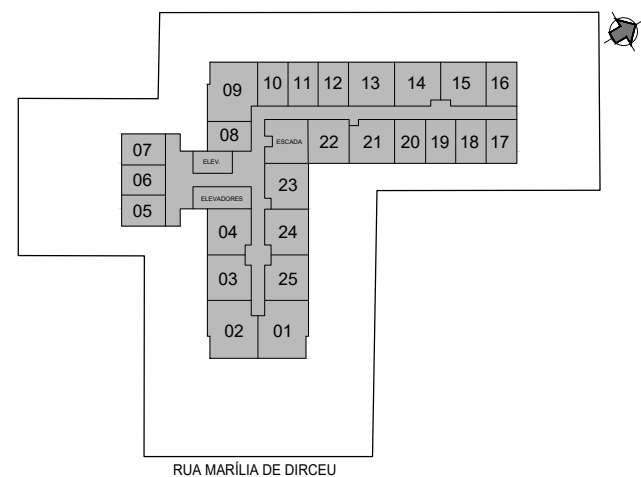 09 10 11 12 13 14 15 16
08 ESCADA 22 21 20 19 18 17
07 ELEV.
06 23
05 ELEVADORES
04 24
03 25
02 01
RUA MARÍLIA DE DIRCEU